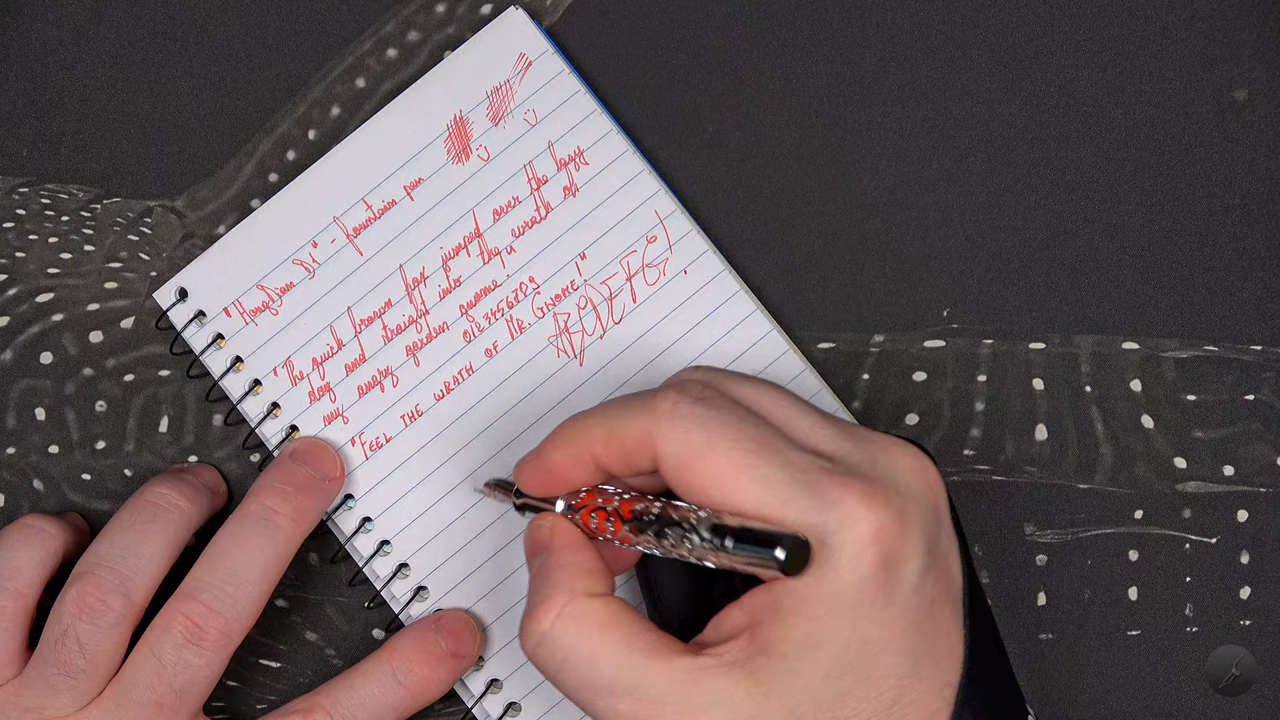 "HongDian D1" - fountain pen
"The quick brown fox jumped over the lazy
dog and straight into the wrath of
my angry garden gnome!"
0123456789
"FEEL THE WRATH OF MR. GNOME!"
ABCDEFG!